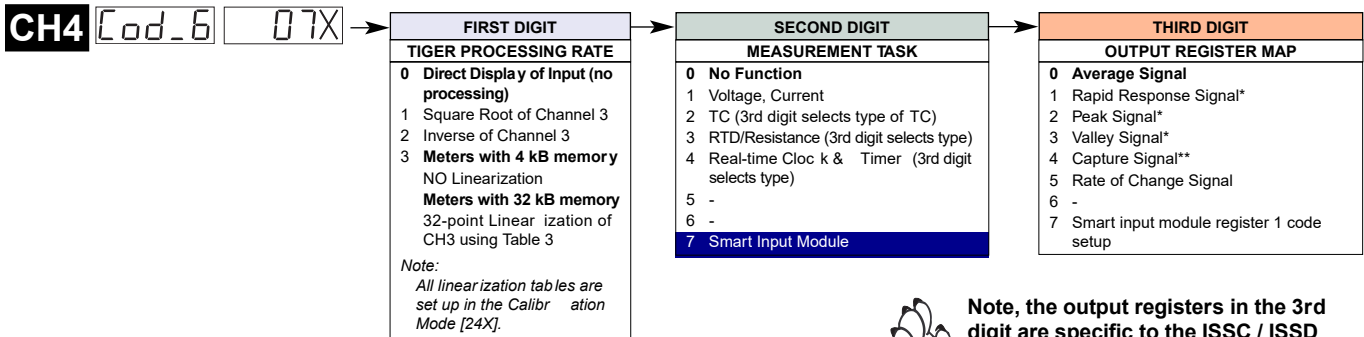 CH4 Cod_6 07X
FIRST DIGIT
TIGER PROCESSING RATE
0 Direct Display of Input (no
processing)
1 Square Root of Channel 3
2 Inverse of Channel 3
3 Meters with 4 kB memory
NO Linearization
Meters with 32 kB memory
32-point Linear ization of
CH3 using Table 3
Note:
All linearization tables are
set up in the Calibr ation
Mode [24X].
SECOND DIGIT
MEASUREMENT TASK
0 No Function
1 Voltage, Current
2 TC (3rd digit selects type of TC)
3 RTD/Resistance (3rd digit selects type)
4 Real-time Cloc k & Timer (3rd digit
selects type)
5 -
6 -
7 Smart Input Module
THIRD DIGIT
OUTPUT REGISTER MAP
0 Average Signal
1 Rapid Response Signal*
2 Peak Signal*
3 Valley Signal*
4 Capture Signal**
5 Rate of Change Signal
6 -
7 Smart input module register 1 code
setup
Note, the output registers in the 3rd
digit are specific to the ISSC / ISSD